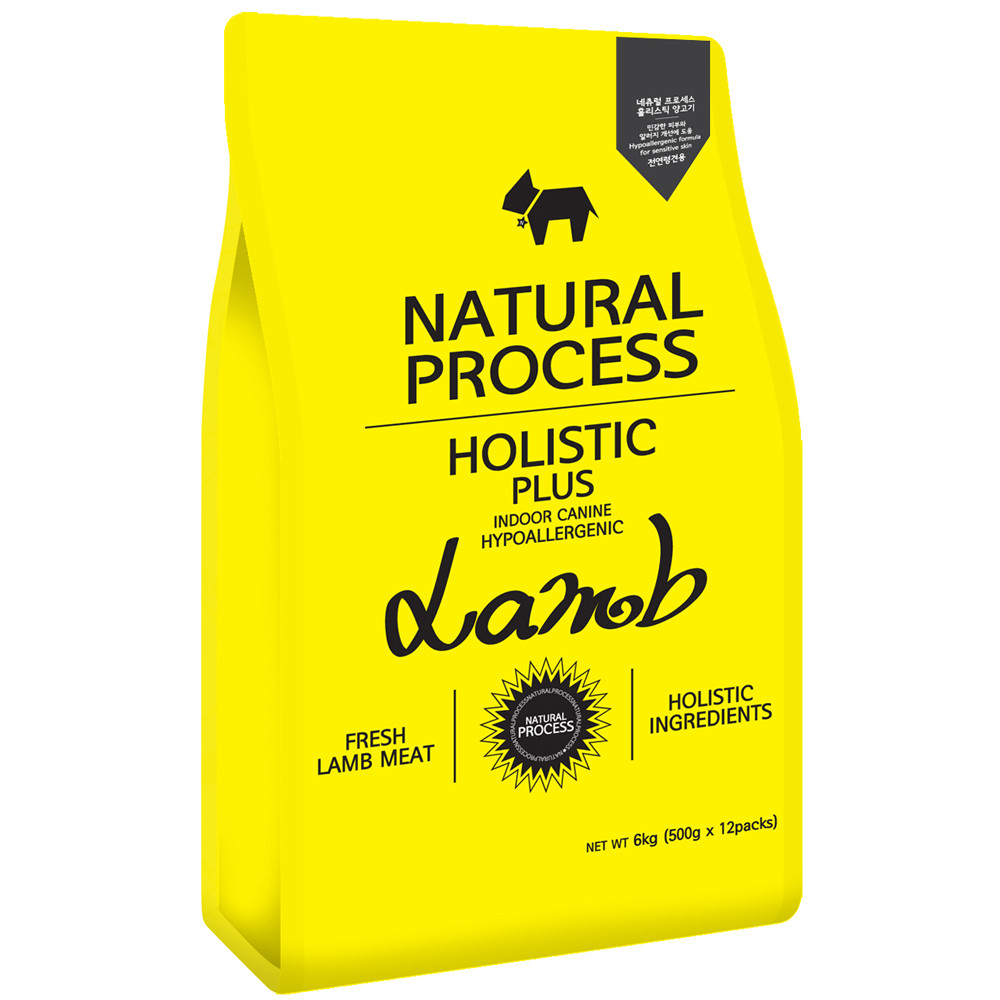 네츄럴 프로세스
홀리스틱 양고기
민감한 피부와
알러지 개선에 도움
Hypoallergenic formula
for sensitive skin
전연령견용
NATURAL
PROCESS
HOLISTIC
PLUS
INDOOR CANINE
HYPOALLERGENIC
Lamb
FRESH
LAMB MEAT
NATURALPROCESSNATURALPROCESSNATURALPROCESS★NATURALPROCESS
NATURAL
PROCESS
HOLISTIC
INGREDIENTS
NET WT 6kg (500g x 12packs)